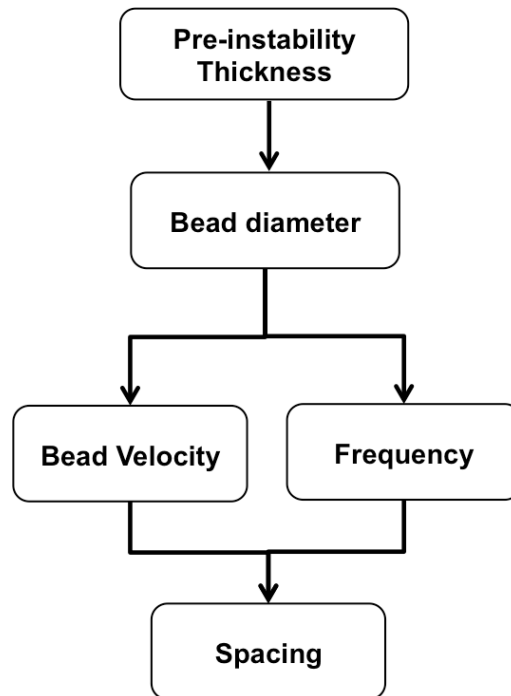 Pre-instability
Thickness
Bead diameter
Bead Velocity
Frequency
Spacing